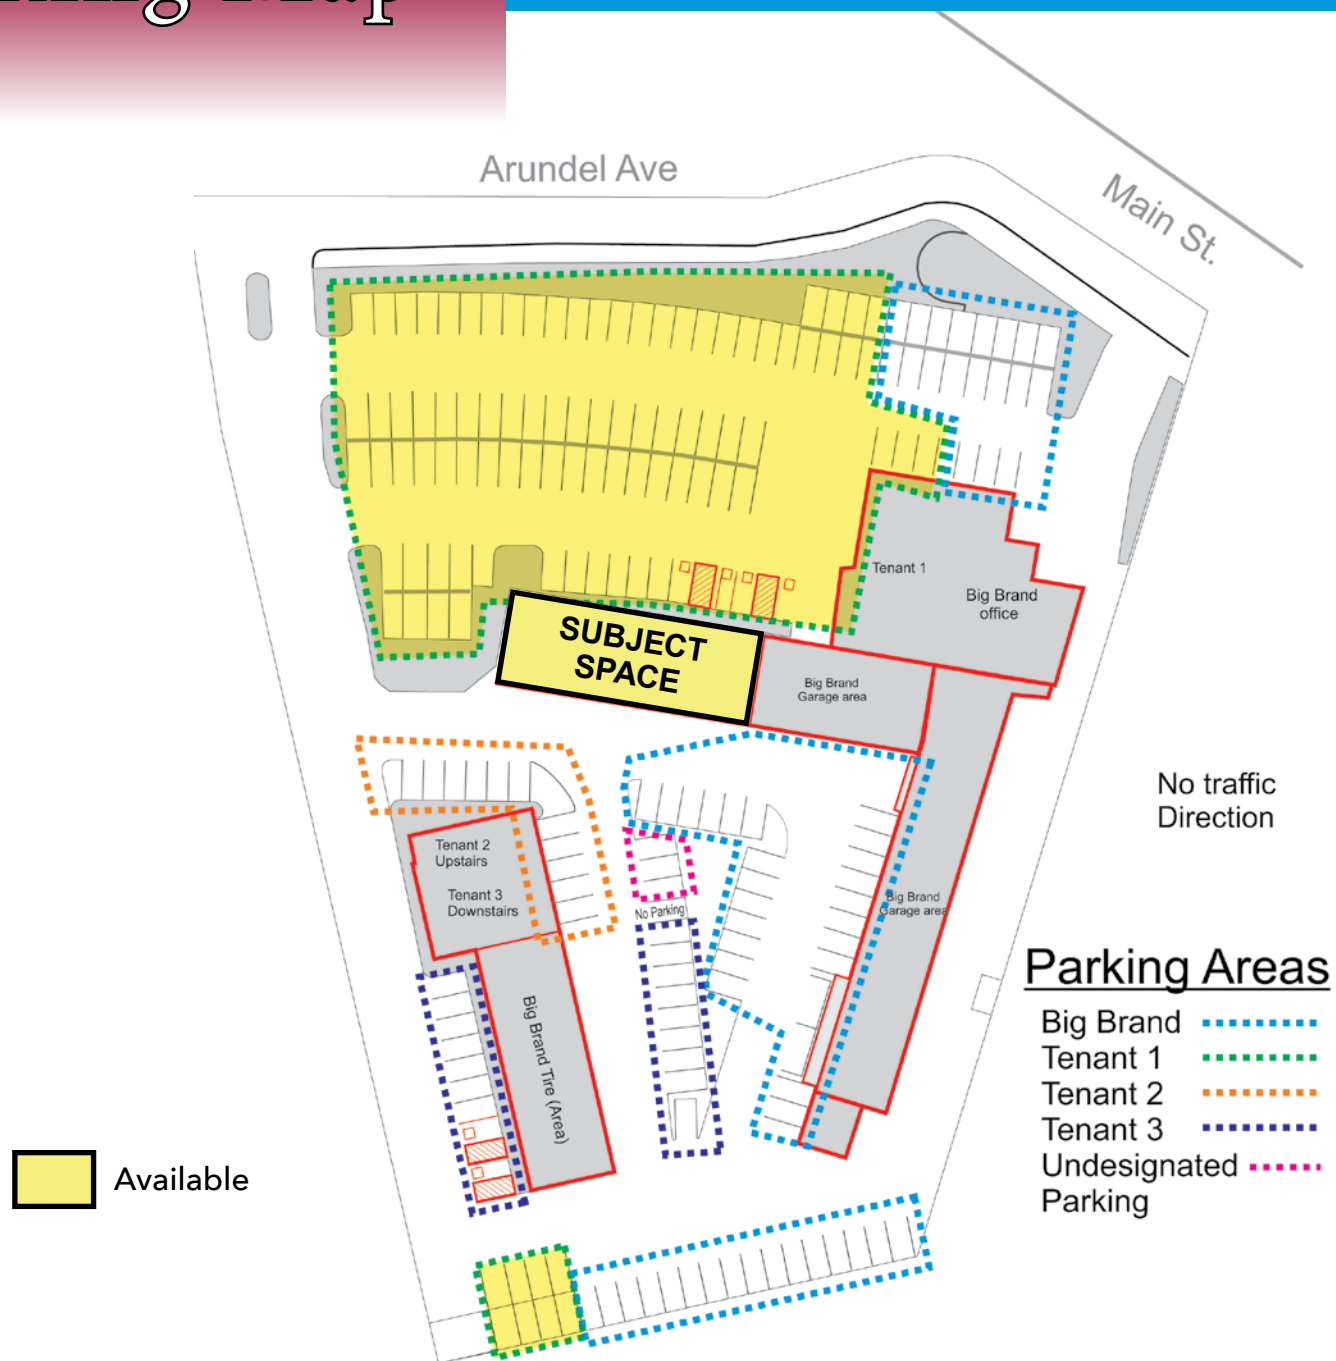 Arundel Ave
Main St.
Tenant 1
Big Brand
office
SUBJECT
SPACE
Big Brand
Garage area
No traffic
Direction
Tenant 2
Upstairs
Tenant 3
Downstairs
No Parking
Big Brand
Garage area
Big Brand Tire (Area)
Parking Areas
Big Brand
Tenant 1
Tenant 2
Tenant 3
Undesignated
Parking
Available